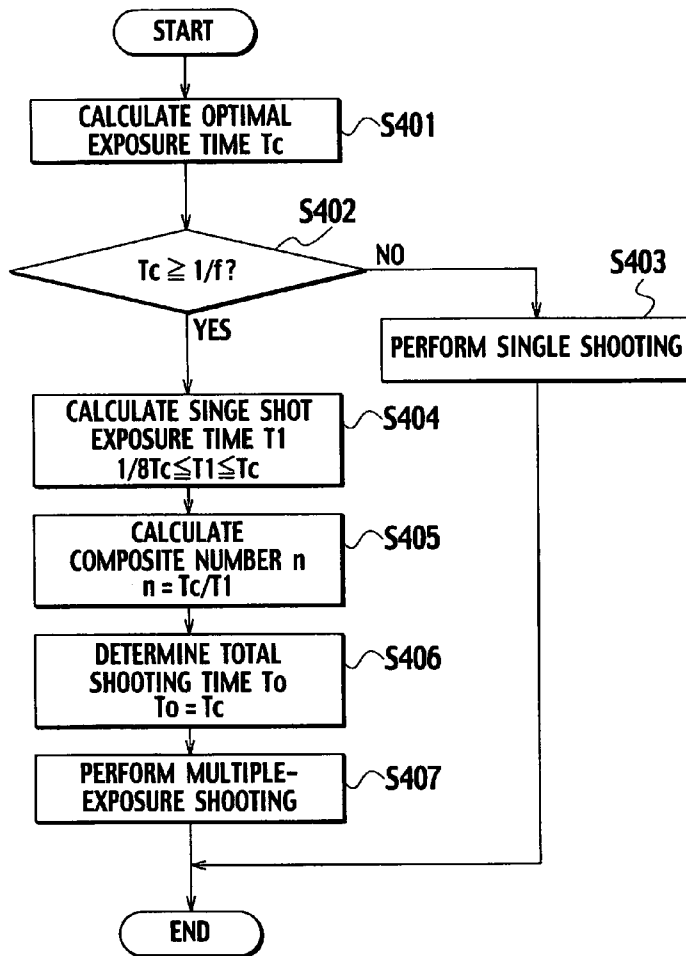 START
CALCULATE OPTIMAL
EXPOSURE TIME Tc
S401
S402
Tc ≧ 1/f?
NO
YES
S403
PERFORM SINGLE SHOOTING
CALCULATE SINGE SHOT
EXPOSURE TIME T1
1/8Tc≦T1≦Tc
S404
CALCULATE
COMPOSITE NUMBER n
n = Tc/T1
S405
DETERMINE TOTAL
SHOOTING TIME To
To = Tc
S406
PERFORM MULTIPLE-
EXPOSURE SHOOTING
S407
END